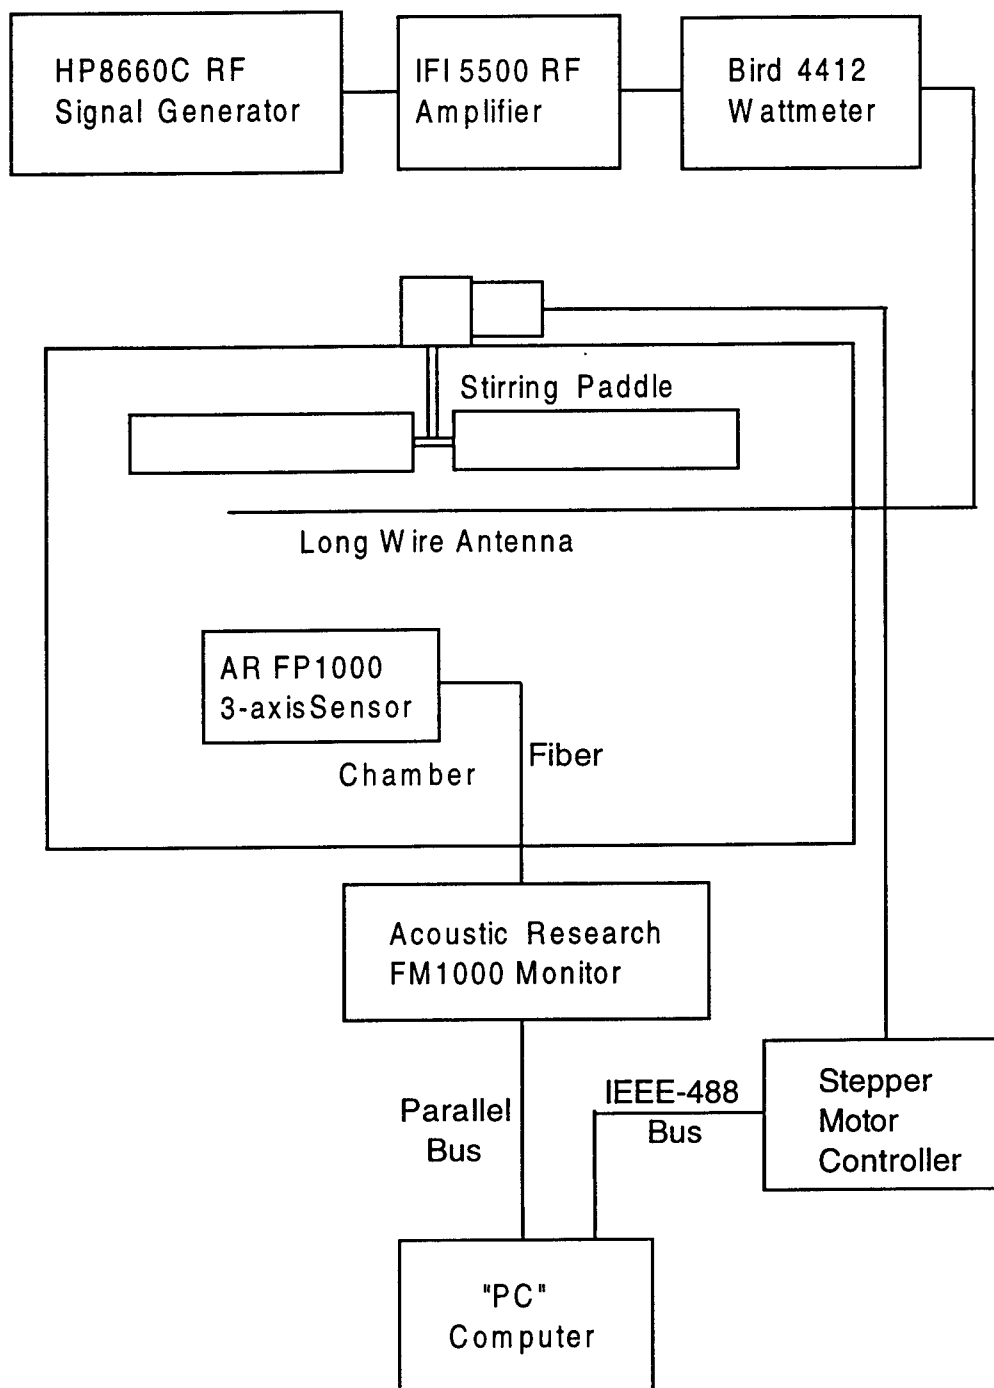 HP8660C RF
Signal Generator
IFI 5500 RF
Amplifier
Bird 4412
Wattmeter
Stirring Paddle
Long Wire Antenna
AR FP1000
3-axisSensor
Fiber
Chamber
Acoustic Research
FM1000 Monitor
Parallel
Bus
IEEE-488
Bus
Stepper
Motor
Controller
"PC"
Computer